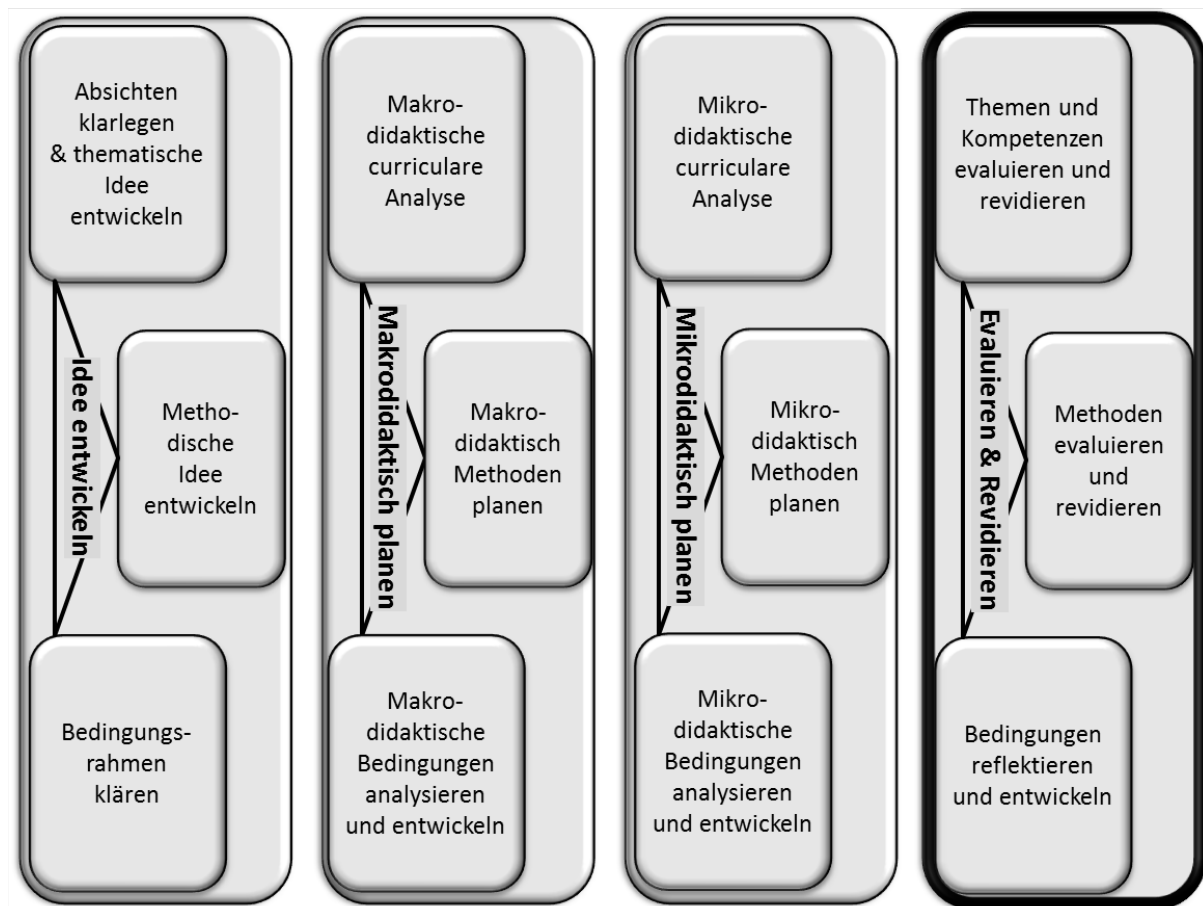 Absichten
klarlegen
& thematische
Idee
entwickeln
Idee entwickeln
Metho-
dische
Idee
entwickeln
Bedingungs-
rahmen
klären
Makro-
didaktische
curriculare
Analyse
Makrodidaktisch planen
Makro-
didaktisch
Methoden
planen
Makro-
didaktische
Bedingungen
analysieren
und entwickeln
Mikro-
didaktische
curriculare
Analyse
Mikrodidaktisch planen
Mikro-
didaktisch
Methoden
planen
Mikro-
didaktische
Bedingungen
analysieren
und entwickeln
Themen und
Kompetenzen
evaluieren und
revidieren
Evaluieren & Revidieren
Methoden
evaluieren
und
revidieren
Bedingungen
reflektieren
und entwickeln